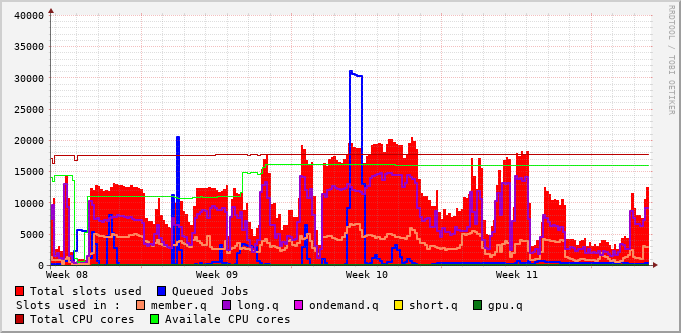 40000
35000
30000
25000
20000
15000
10000
5000
0
Week 08 Week 09 Week 10 Week 11
Total slots used Queued Jobs
Slots used in : member.q long.q ondemand.q short.q gpu.q
Total CPU cores Availale CPU cores
RRDTOOL / TOBI OETIKER